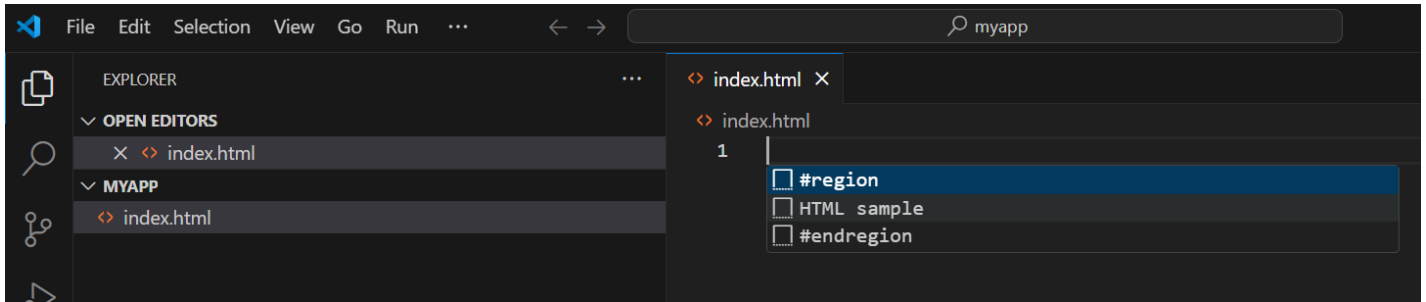 File Edit Selection View Go Run ··· ← → myapp
EXPLORER ···
OPEN EDITORS
× <> index.html
MYAPP
<> index.html
<> index.html ×
<> index.html
1
#region
HTML sample
#endregion